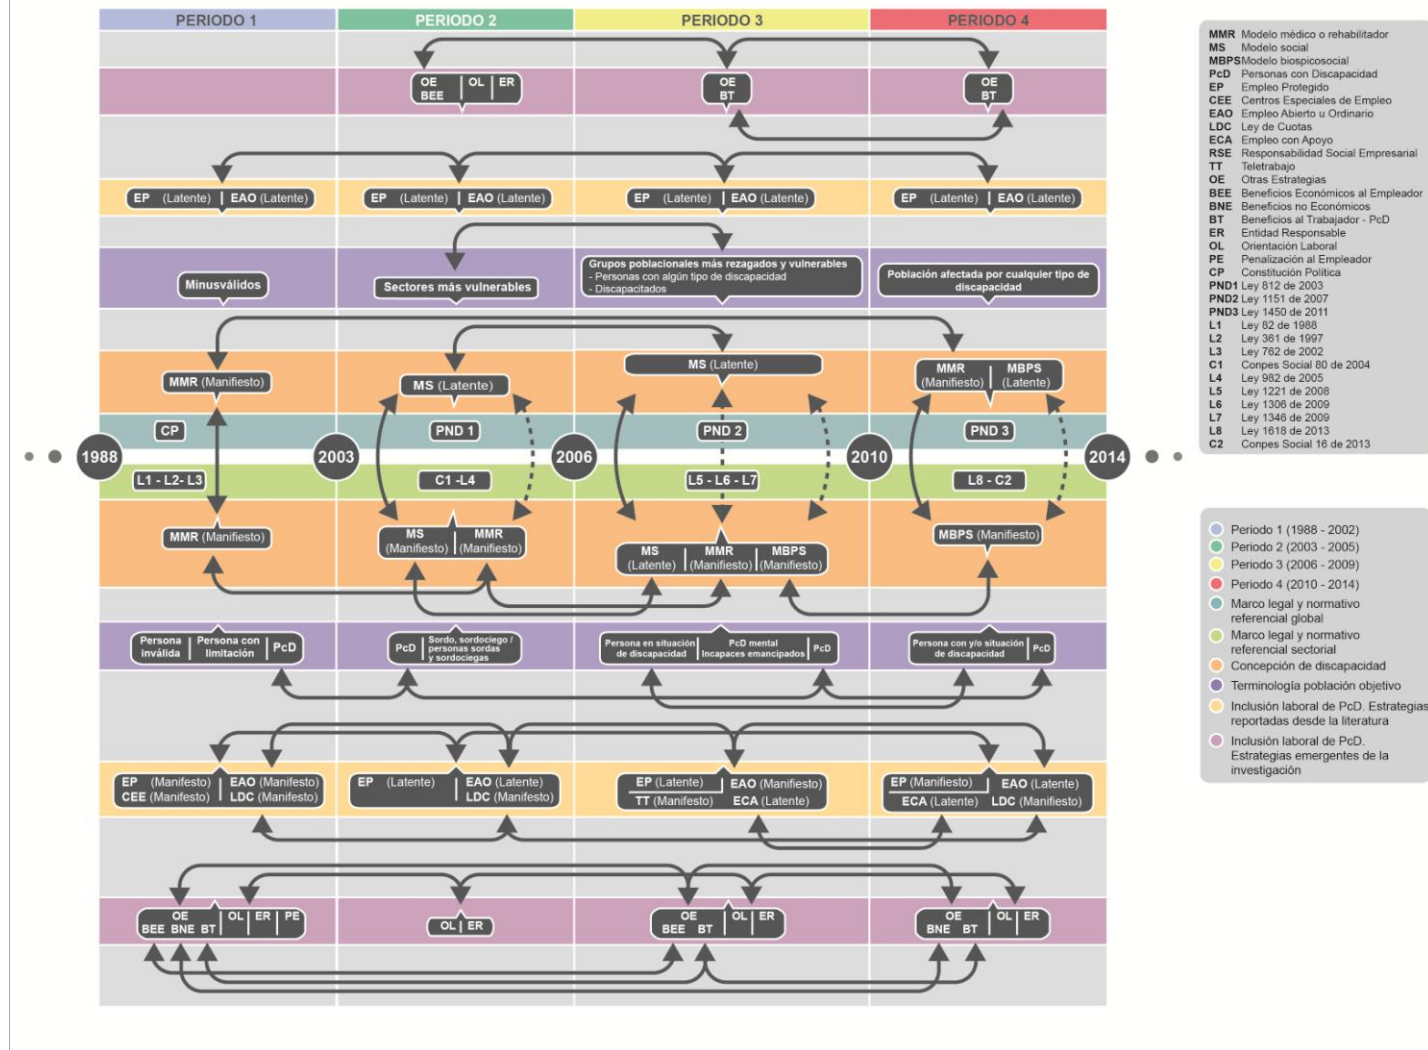 PERIODO 1
PERIODO 2
PERIODO 3
PERIODO 4
OE OL ER
BEE
OE
BT
OE
BT
EP (Latente) EAO (Latente)
EP (Latente) EAO (Latente)
EP (Latente) EAO (Latente)
EP (Latente) EAO (Latente)
Minusválidos
Sectores más vulnerables
Grupos poblacionales más rezagados y vulnerables
- Personas con algún tipo de discapacidad
- Discapacitados
Población afectada por cualquier tipo de
discapacidad
MMR (Manifiesto)
MS (Latente)
MS (Latente)
MMR MBPS
(Manifiesto) (Latente)
CP
PND 1
PND 2
PND 3
1988
2003
2006
2010
2014
L1 - L2- L3
C1 -L4
L5 - L6 - L7
L8 - C2
MMR (Manifiesto)
MS MMR
(Manifiesto) (Manifiesto)
MS MMR MBPS
(Latente) (Manifiesto) (Manifiesto)
MBPS (Manifiesto)
Persona Persona con PcD
inválida limitación
PcD Sordo, sordociego /
personas sordas
y sordociegas
Persona en situación PcD mental PcD
de discapacidad Incapaces emancipados
Persona con y/o situación PcD
de discapacidad
EP (Manifesto) EAO (Manifesto)
CEE (Manifesto) LDC (Manifesto)
EP (Latente) EAO (Latente)
LDC (Manifesto)
EP (Latente) EAO (Manifesto)
TT (Manifesto) ECA (Latente)
EP (Manifesto) EAO (Latente)
ECA (Latente) LDC (Manifesto)
OE OL ER PE
BEE BNE BT
OL ER
OE OL ER
BEE BT
OE OL ER
BNE BT
MMR Modelo médico o rehabilitador
MS Modelo social
MBPS Modelo biospicosocial
PcD Personas con Discapacidad
EP Empleo Protegido
CEE Centros Especiales de Empleo
EAO Empleo Abierto u Ordinario
LDC Ley de Cuotas
ECA Empleo con Apoyo
RSE Responsabilidad Social Empresarial
TT Teletrabajo
OE Otras Estrategias
BEE Beneficios Económicos al Empleador
BNE Beneficios no Económicos
BT Beneficios al Trabajador - PcD
ER Entidad Responsable
OL Orientación Laboral
PE Penalización al Empleador
CP Constitución Política
PND1 Ley 812 de 2003
PND2 Ley 1151 de 2007
PND3 Ley 1450 de 2011
L1 Ley 82 de 1988
L2 Ley 361 de 1997
L3 Ley 762 de 2002
C1 Conpes Social 80 de 2004
L4 Ley 982 de 2005
L5 Ley 1221 de 2008
L6 Ley 1306 de 2009
L7 Ley 1346 de 2009
L8 Ley 1618 de 2013
C2 Conpes Social 16 de 2013
Periodo 1 (1988 - 2002)
Periodo 2 (2003 - 2005)
Periodo 3 (2006 - 2009)
Periodo 4 (2010 - 2014)
Marco legal y normativo
referencial global
Marco legal y normativo
referencial sectorial
Concepción de discapacidad
Terminología población objetivo
Inclusión laboral de PcD. Estrategias
reportadas desde la literatura
Inclusión laboral de PcD.
Estrategias emergentes de la
investigación